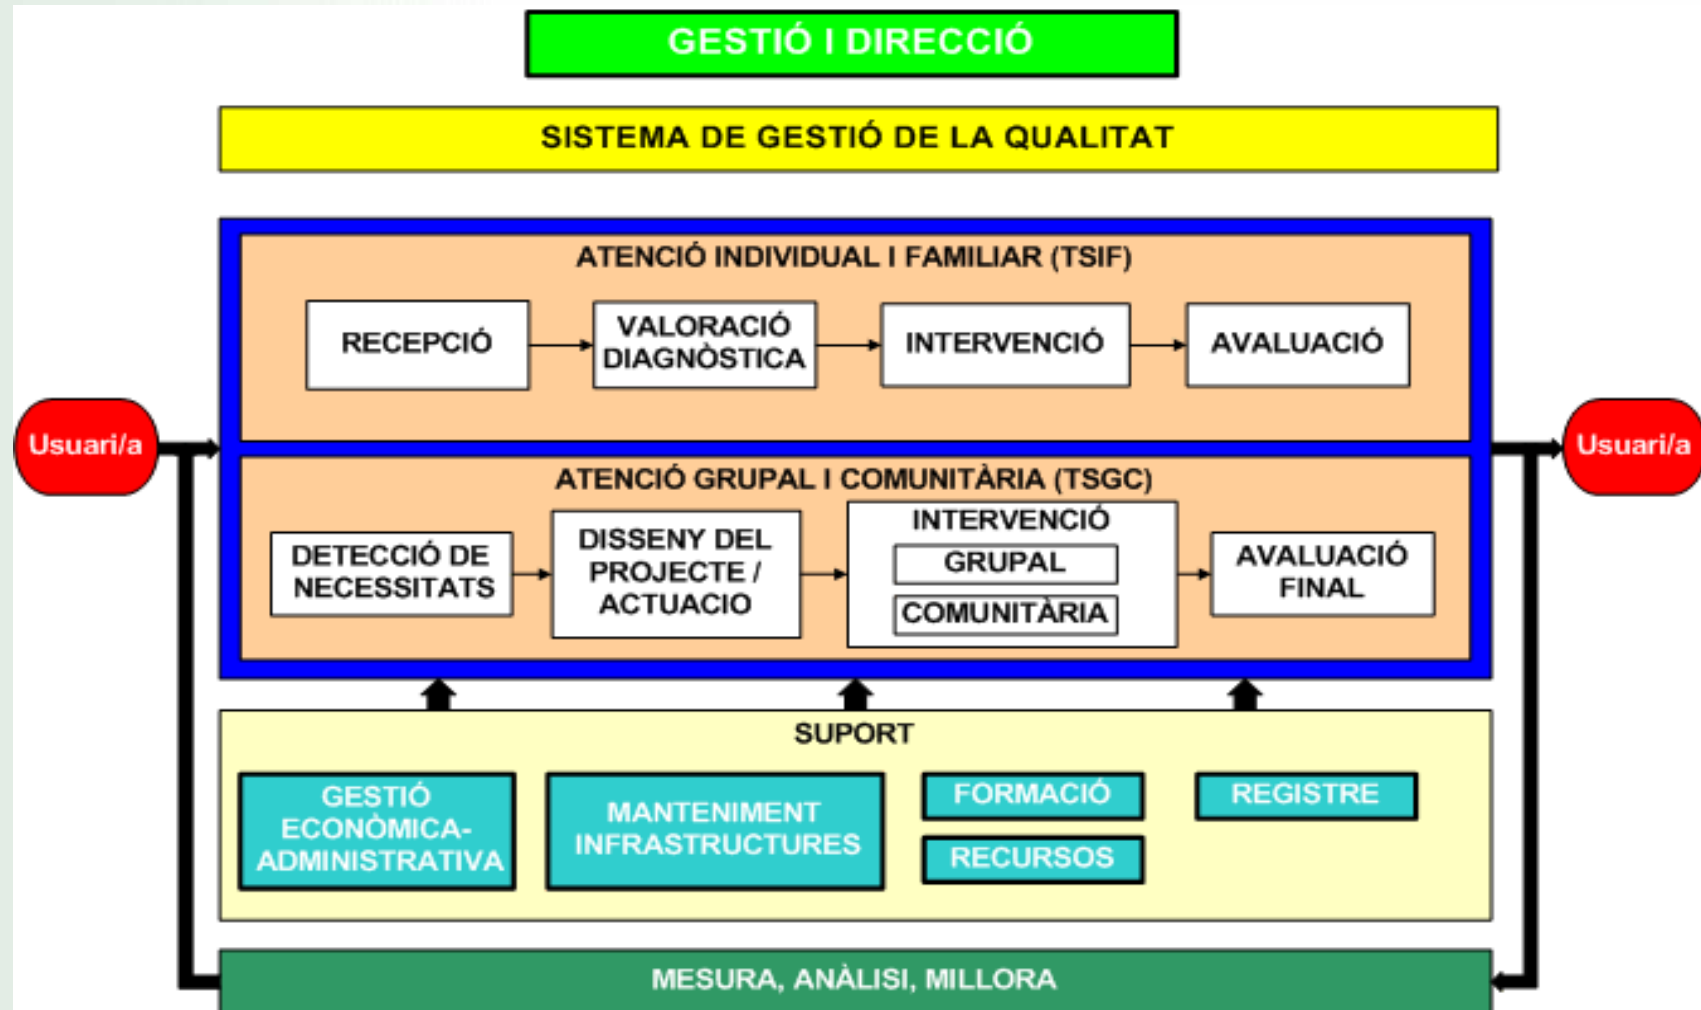 GESTIÓ I DIRECCIÓ
SISTEMA DE GESTIÓ DE LA QUALITAT
ATENCIÓ INDIVIDUAL I FAMILIAR (TSIF)
RECEPCIÓ
VALORACIÓ
DIAGNÒSTICA
INTERVENCIÓ
AVALUACIÓ
Usuari/a
Usuari/a
ATENCIÓ GRUPAL I COMUNITÀRIA (TSGC)
DETECCIÓ DE
NECESSITATS
DISSENY DEL
PROJECTE /
ACTUACIO
INTERVENCIÓ
GRUPAL
COMUNITÀRIA
AVALUACIÓ
FINAL
SUPORT
GESTIÓ
ECONÒMICA-
ADMINISTRATIVA
MANTENIMENT
INFRASTRUCTURES
FORMACIÓ
RECURSOS
REGISTRE
MESURA, ANÀLISI, MILLORA